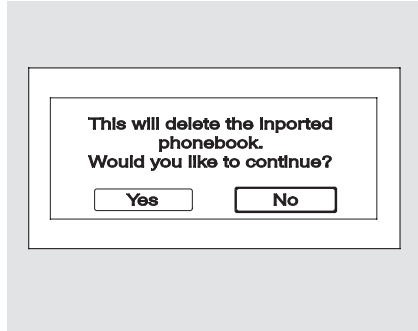 This will delete the inported
phonebook.
Would you like to continue?
Yes No